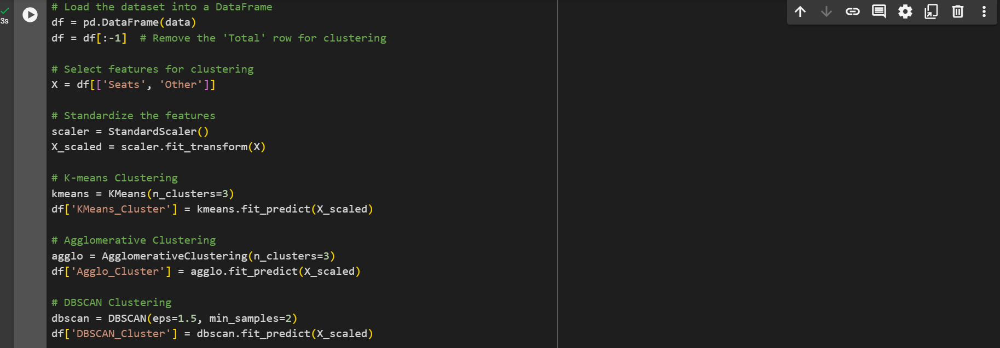 3s
# Load the dataset into a DataFrame
df = pd.DataFrame(data)
df = df[:-1]  # Remove the 'Total' row for clustering
# Select features for clustering
X = df[['Seats', 'Other']]
# Standardize the features
scaler = StandardScaler()
X_scaled = scaler.fit_transform(X)
# K-means Clustering
kmeans = KMeans(n_clusters=3)
df['KMeans_Cluster'] = kmeans.fit_predict(X_scaled)
# Agglomerative Clustering
agglo = AgglomerativeClustering(n_clusters=3)
df['Agglo_Cluster'] = agglo.fit_predict(X_scaled)
# DBSCAN Clustering
dbscan = DBSCAN(eps=1.5, min_samples=2)
df['DBSCAN_Cluster'] = dbscan.fit_predict(X_scaled)